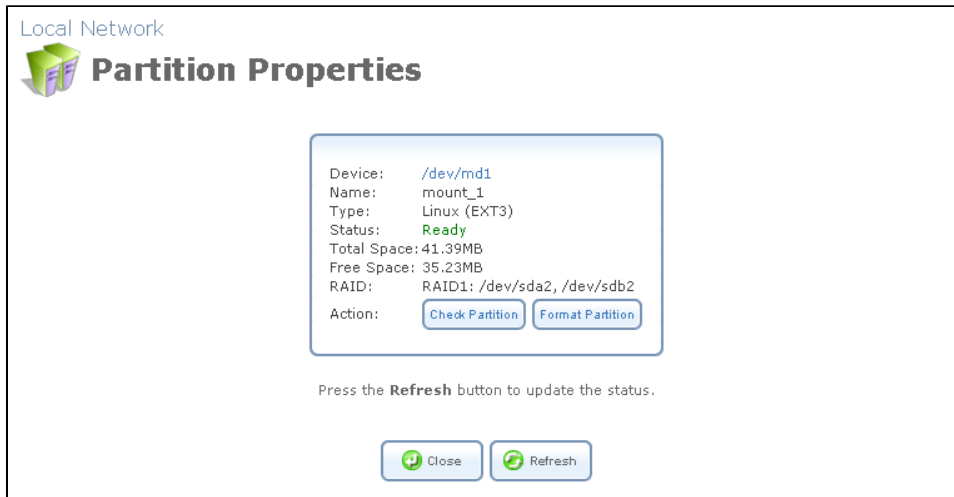 Local Network
Partition Properties
Device: /dev/md1
Name: mount_1
Type: Linux (EXT3)
Status: Ready
Total Space: 41.39MB
Free Space: 35.23MB
RAID: RAID1: /dev/sda2, /dev/sdb2
Action: Check Partition Format Partition
Press the Refresh button to update the status.
Close Refresh